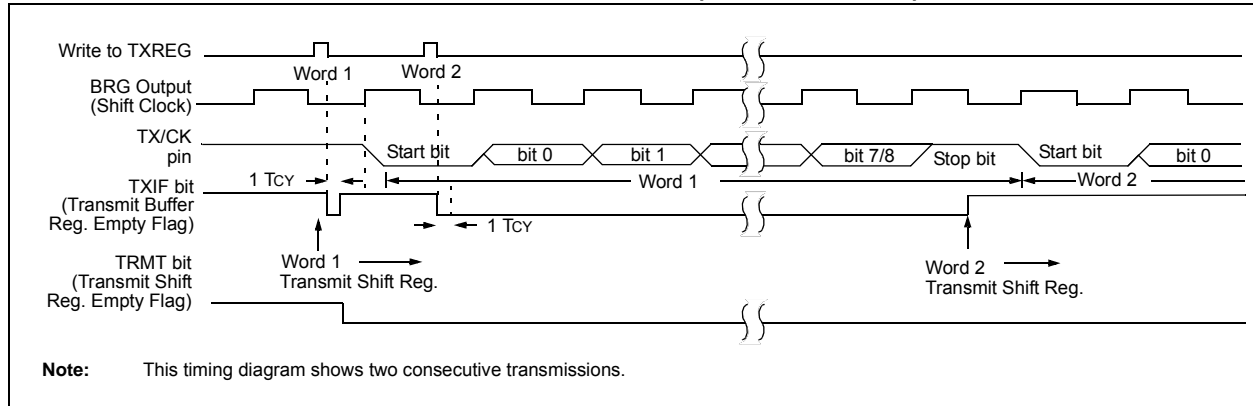 Write to TXREG
Word 1
Word 2
BRG Output
(Shift Clock)
TX/CK
pin
Start bit
bit 0
bit 1
bit 7/8
Stop bit
Start bit
bit 0
1 TCY
Word 1
Word 2
TXIF bit
(Transmit Buffer
Reg. Empty Flag)
1 TCY
Word 1
Transmit Shift Reg.
Word 2
Transmit Shift Reg.
TRMT bit
(Transmit Shift
Reg. Empty Flag)
Note: This timing diagram shows two consecutive transmissions.